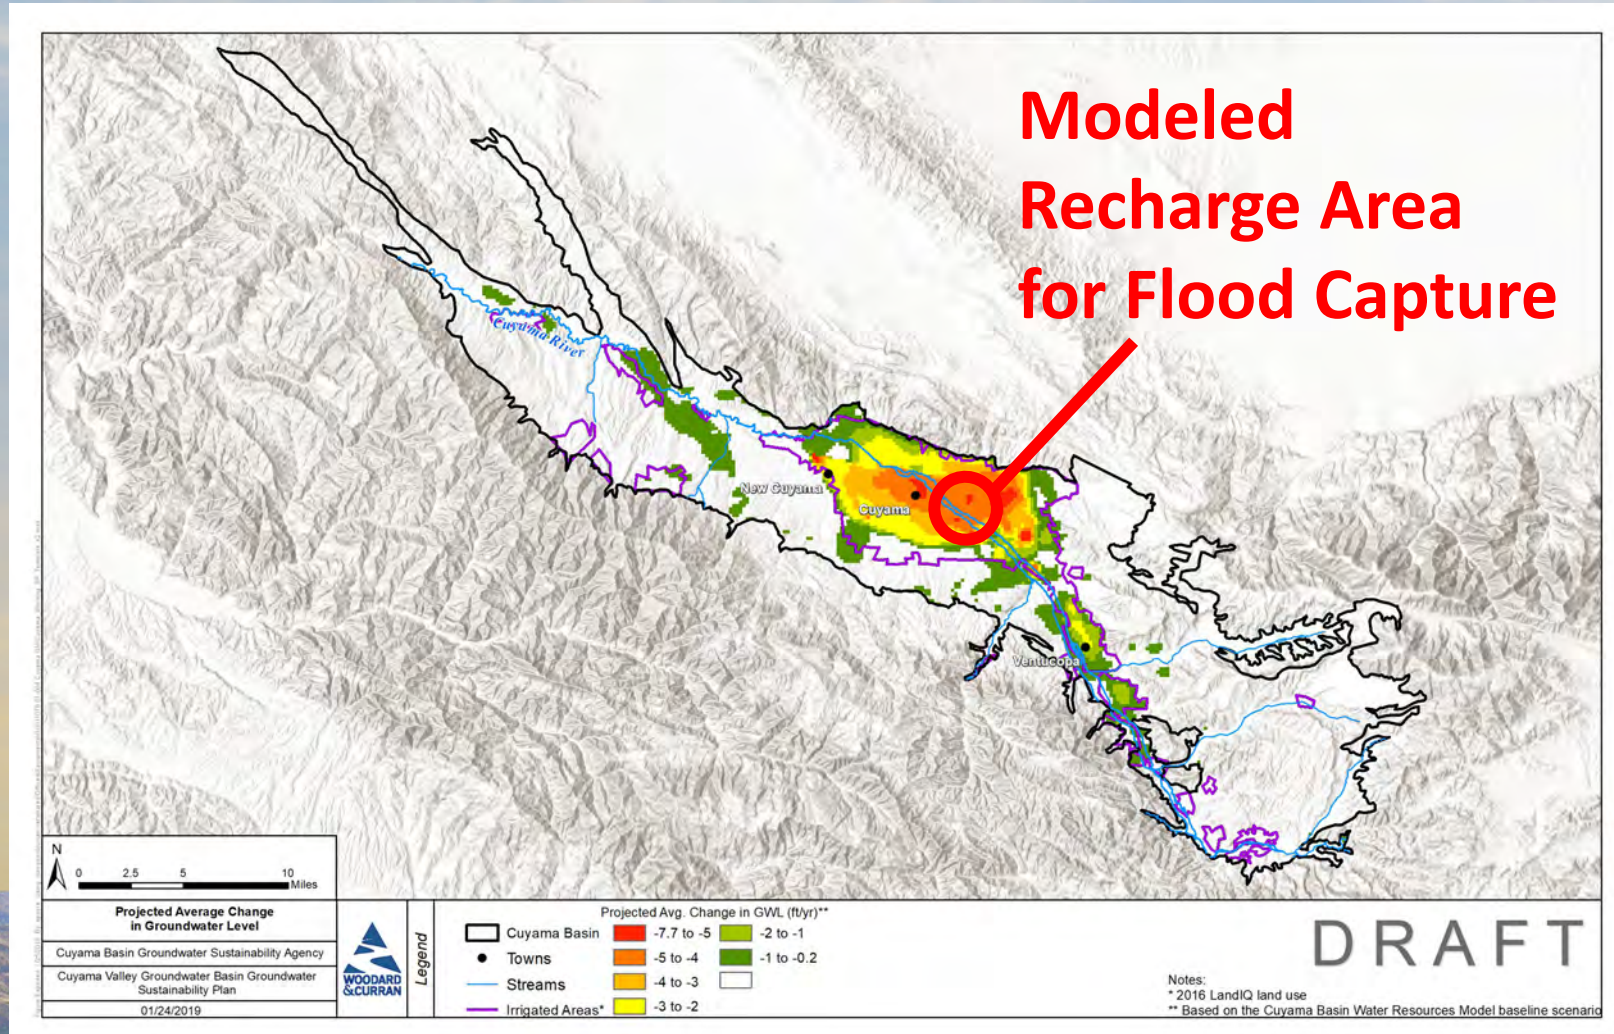 Modeled
Recharge Area
for Flood Capture
Cuyama River
New Cuyama
Cuyama
Ventucopa
N
0 2.5 5 10
Miles
Projected Average Change
in Groundwater Level
Cuyama Basin Groundwater Sustainability Agency
Cuyama Valley Groundwater Basin Groundwater
Sustainability Plan
01/24/2019
WOODARD
&CURRAN
Legend
Cuyama Basin
Towns
Streams
Irrigated Areas*
Projected Avg. Change in GWL (ft/yr)**
-7.7 to -5
-5 to -4
-4 to -3
-3 to -2
-2 to -1
-1 to -0.2
DRAFT
Notes:
* 2016 LandIQ land use
** Based on the Cuyama Basin Water Resources Model baseline scenario